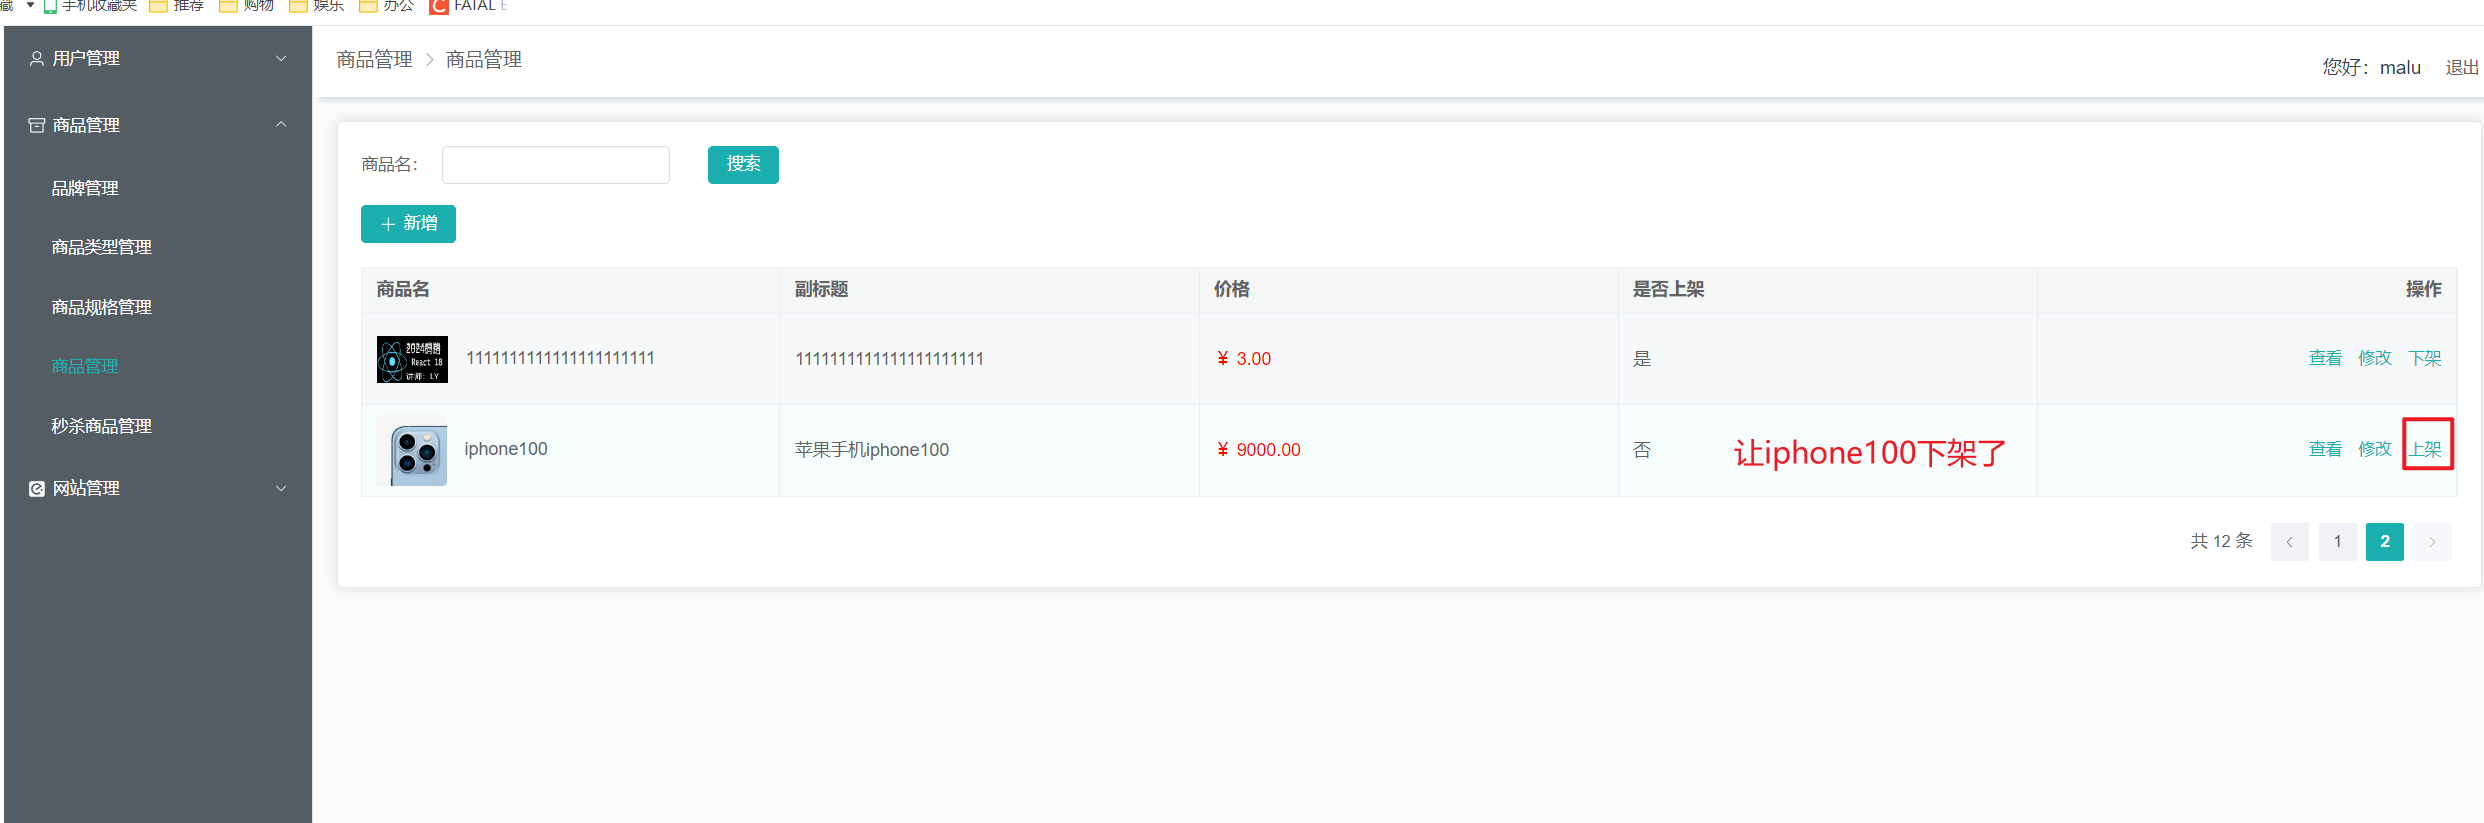 藏 手机收藏夹 推荐 购物 娱乐 办公 FATAL E
用户管理
商品管理
品牌管理
商品类型管理
商品规格管理
商品管理
秒杀商品管理
网站管理
商品管理 > 商品管理
您好：malu 退出
商品名： 搜索
+ 新增
商品名 副标题 价格 是否上架 操作
2024码路
React 18
讲师: LY
1111111111111111111111 1111111111111111111111 ¥ 3.00 是 查看 修改 下架
iphone100 苹果手机iphone100 ¥ 9000.00 否 让iphone100下架了 查看 修改 上架
共 12 条 < 1 2 >